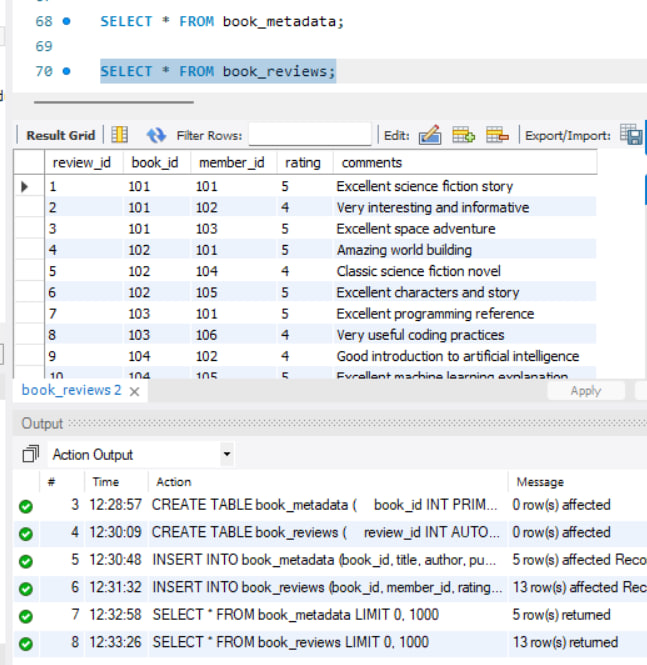 68 SELECT * FROM book_metadata;
69
70 SELECT * FROM book_reviews;
Result Grid Filter Rows: Edit: Export/Import:
review_id book_id member_id rating comments
1 101 101 5 Excellent science fiction story
2 101 102 4 Very interesting and informative
3 101 103 5 Excellent space adventure
4 102 101 5 Amazing world building
5 102 104 4 Classic science fiction novel
6 102 105 5 Excellent characters and story
7 103 101 5 Excellent programming reference
8 103 106 4 Very useful coding practices
9 104 102 4 Good introduction to artificial intelligence
10 104 105 5 Excellent machine learning explanation
book_reviews 2 Apply
Output
Action Output
# Time Action Message
3 12:28:57 CREATE TABLE book_metadata ( book_id INT PRIM... 0 row(s) affected
4 12:30:09 CREATE TABLE book_reviews ( review_id INT AUTO... 0 row(s) affected
5 12:30:48 INSERT INTO book_metadata (book_id, title, author, pu... 5 row(s) affected Reco
6 12:31:32 INSERT INTO book_reviews (book_id, member_id, rating... 13 row(s) affected Rec
7 12:32:58 SELECT * FROM book_metadata LIMIT 0, 1000 5 row(s) returned
8 12:33:26 SELECT * FROM book_reviews LIMIT 0, 1000 13 row(s) returned